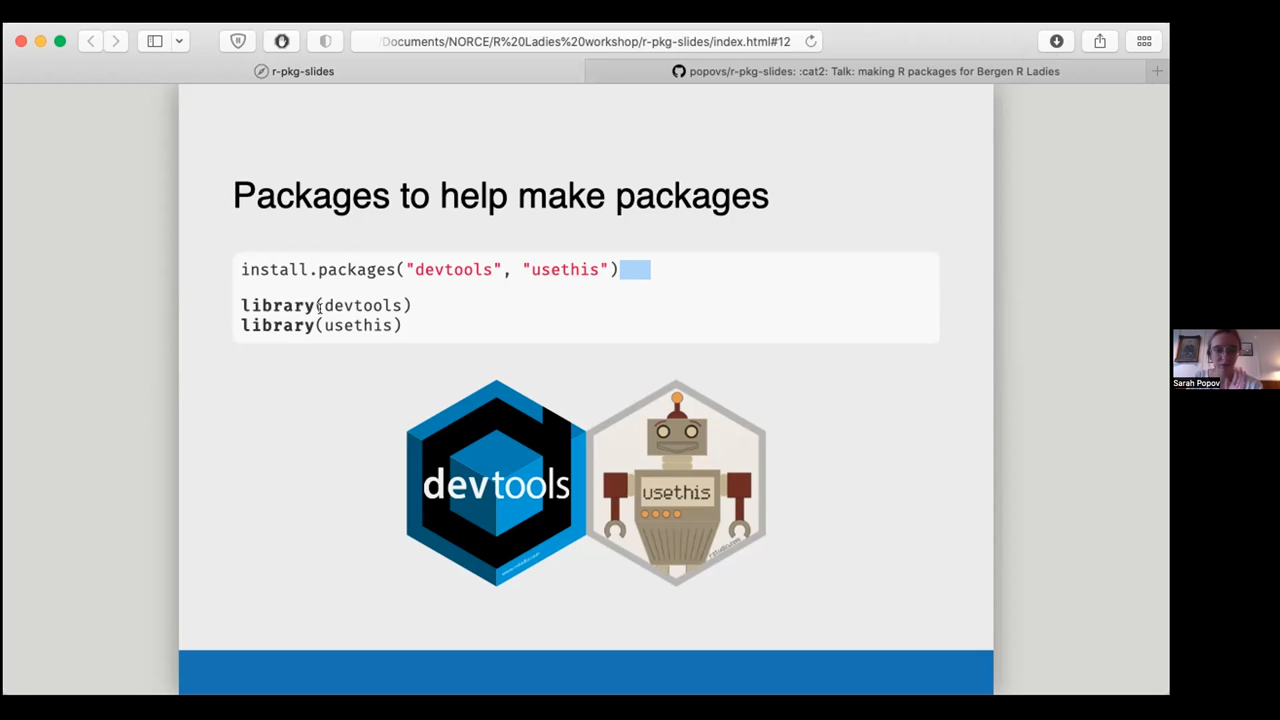 Documents/NORCE/R%20Ladies%20workshop/r-pkg-slides/index.html#12
r-pkg-slides
popovs/r-pkg-slides: :cat2: Talk: making R packages for Bergen R Ladies
Packages to help make packages
install.packages("devtools", "usethis")
library(devtools)
library(usethis)
devtools
usethis
Sarah Popov